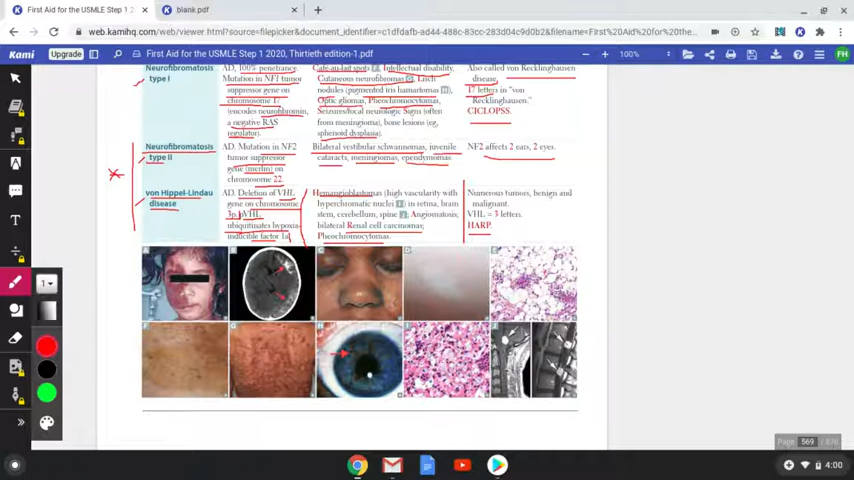 First Aid for the USMLE Step 1 20
blank.pdf
web.kamihq.com/web/viewer.html?source=filepicker&document_identifier=c1dfdafb-ad44-488c-83c2-283d04c9d0b2&filename=First%20Aid%20for%20the...
Kami
Upgrade
First Aid for the USMLE Step 1 2020, Thirtieth edition-1.pdf
100%
Neurofibromatosis
type I
AD, 100% penetrance.
Mutation in NF1 tumor
suppressor gene on
chromosome 17
(encodes neurofibromin,
a negative RAS
regulator).
Café-au-lait spots F, Intellectual disability,
Cutaneous neurofibromas G, Lisch
nodules (pigmented iris hamartomas H),
Optic gliomas, Pheochromocytomas,
Seizures/focal neurologic Signs (often
from meningioma), bone lesions (eg,
sphenoid dysplasia).
Also called von Recklinghausen
disease.
17 letters in "von
Recklinghausen."
CICLOPSS.
Neurofibromatosis
type II
AD. Mutation in NF2
tumor suppressor
gene (merlin) on
chromosome 22.
Bilateral vestibular schwannomas, juvenile
cataracts, meningiomas, ependymomas.
NF2 affects 2 ears, 2 eyes.
von Hippel-Lindau
disease
AD. Deletion of VHL
gene on chromosome
3p. pVHL
ubiquitinates hypoxia-
inducible factor 1a.
Hemangioblastomas (high vascularity with
hyperchromatic nuclei I in retina, brain
stem, cerebellum, spine J; Angiomatosis;
bilateral Renal cell carcinomas;
Pheochromocytomas.
Numerous tumors, benign and
malignant.
VHL = 3 letters.
HARP.
A
B
C
D
E
F
G
H
I
J
1
FH
Page 569 / 876
4:00